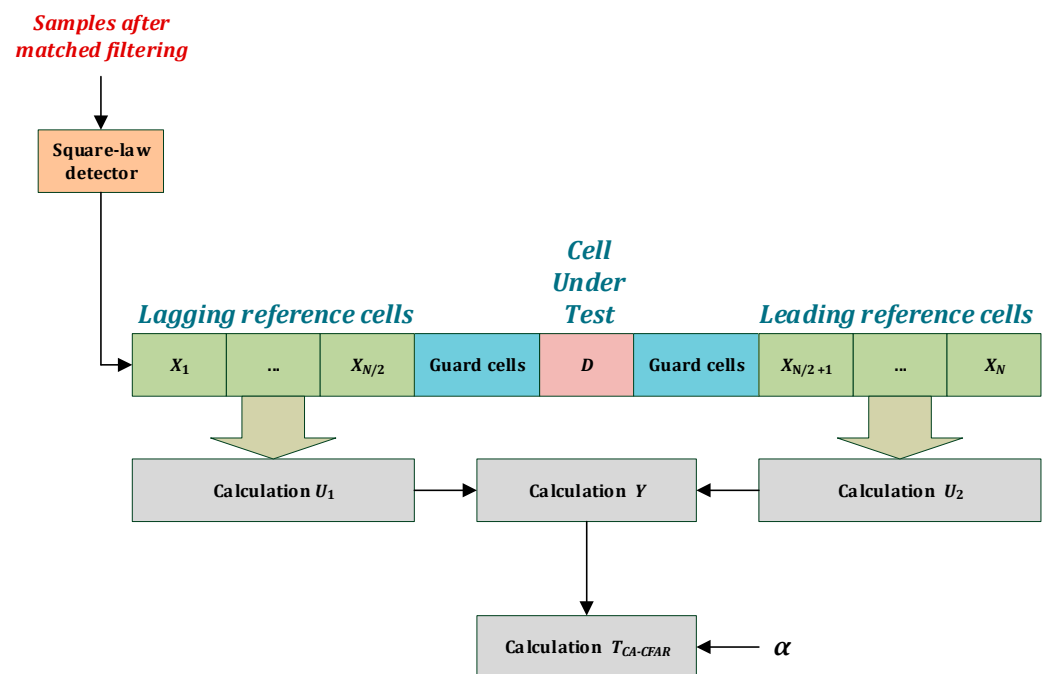 Samples after
matched filtering
Square-law
detector
Cell
Under
Test
Lagging reference cells
Leading reference cells
X1 ... XN/2 Guard cells D Guard cells XN/2 +1 ... XN
Calculation U1
Calculation Y
Calculation U2
Calculation TCA-CFAR
α